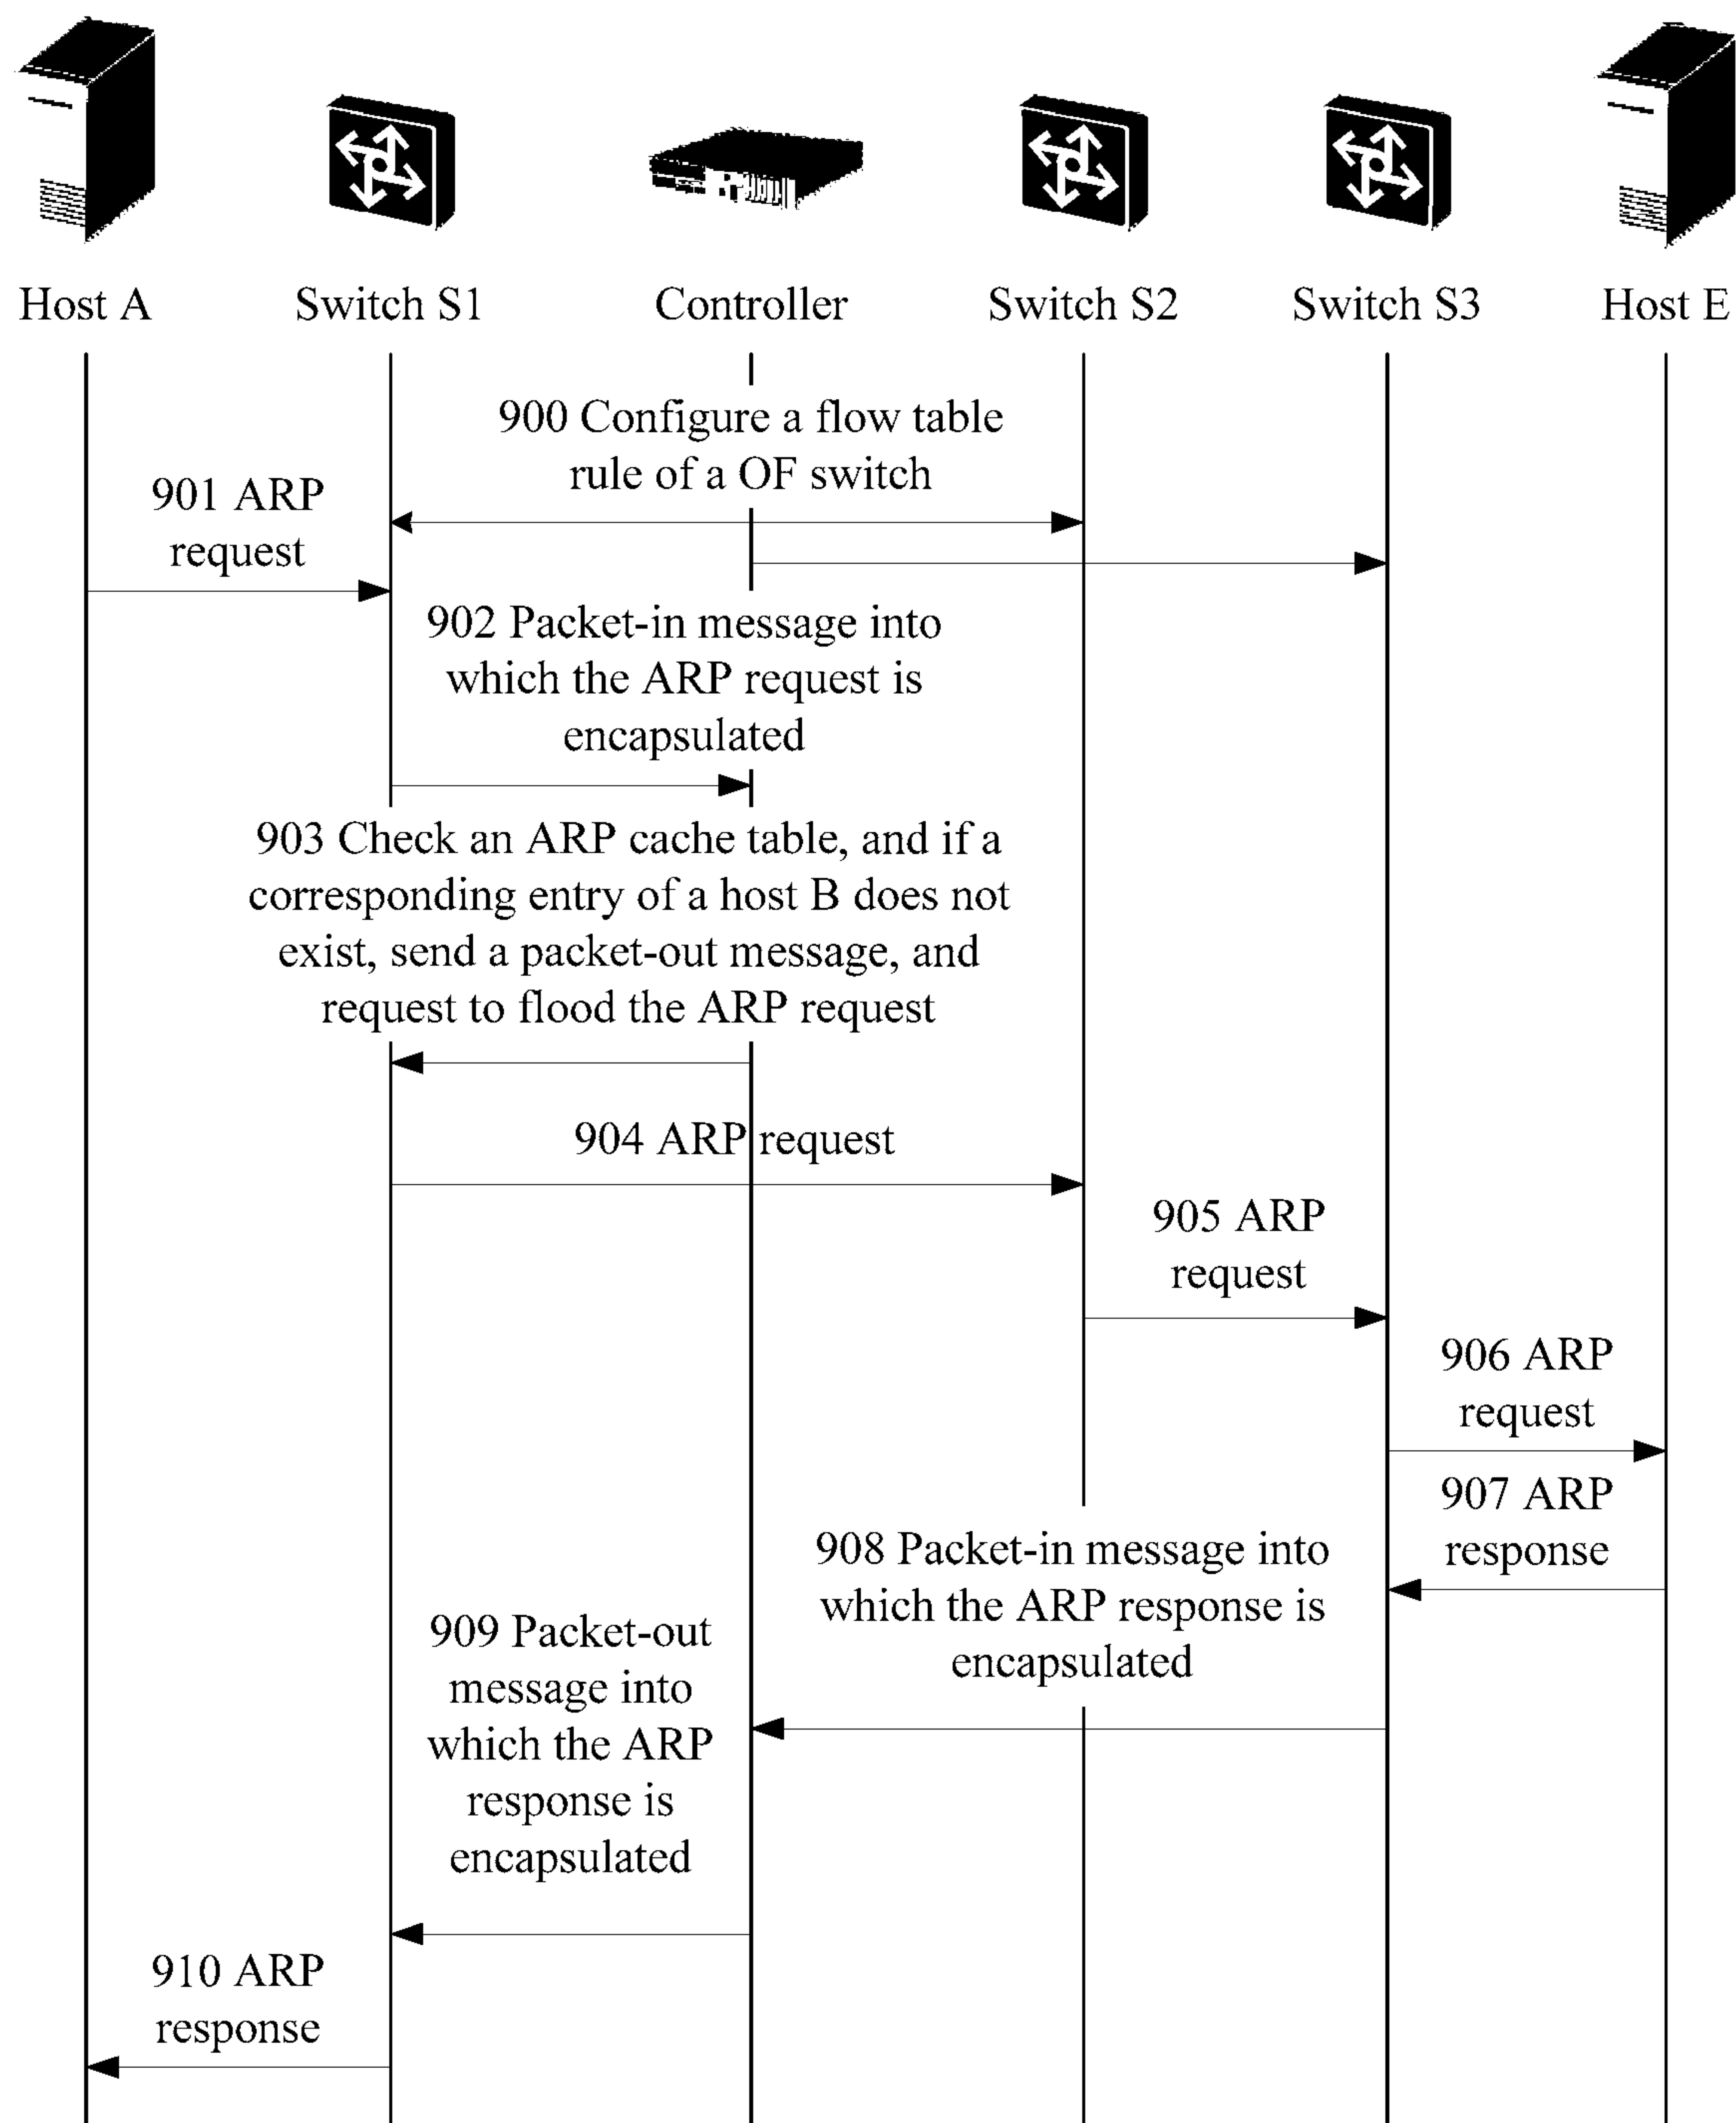 Host A
Switch S1
Controller
Switch S2
Switch S3
Host E
900 Configure a flow table
rule of a OF switch
901 ARP
request
902 Packet-in message into
which the ARP request is
encapsulated
903 Check an ARP cache table, and if a
corresponding entry of a host B does not
exist, send a packet-out message, and
request to flood the ARP request
904 ARP request
905 ARP
request
906 ARP
request
907 ARP
response
908 Packet-in message into
which the ARP response is
encapsulated
909 Packet-out
message into
which the ARP
response is
encapsulated
910 ARP
response